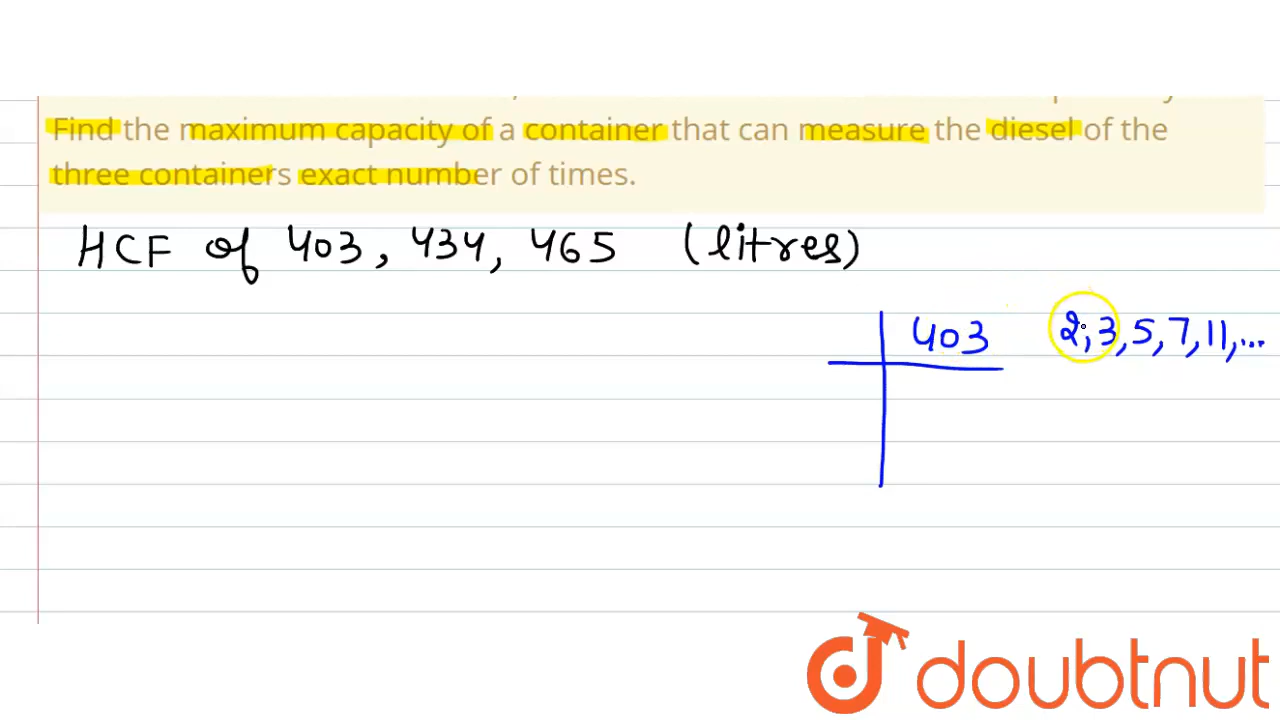 Find the maximum capacity of a container that can measure the diesel of the
three containers exact number of times.
HCF of 403, 434, 465 (litres)
403 2, 3, 5, 7, 11, ...
doubtnut